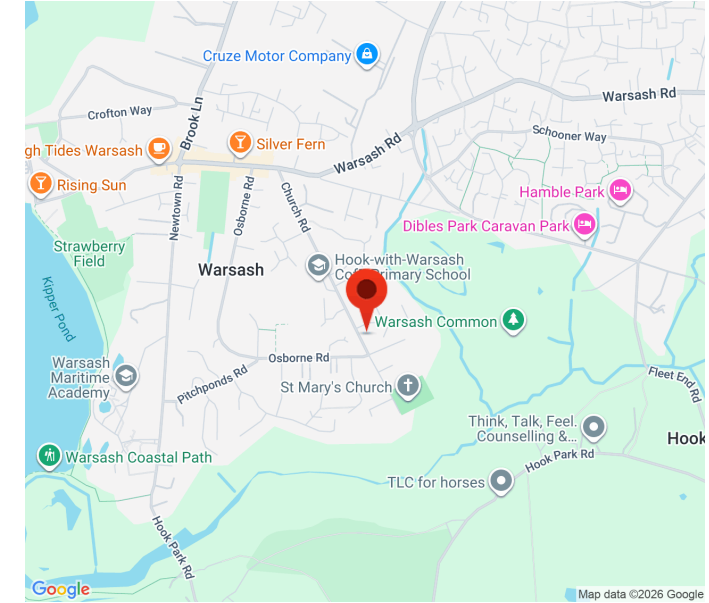 Cruze Motor Company
Warsash Rd
Crofton Way
Brook Ln
Schooner Way
gh Tides Warsash
Silver Fern
Warsash Rd
Rising Sun
Hamble Park
Newtown Rd
Osborne Rd
Church Rd
Dibles Park Caravan Park
Strawberry
Field
Warsash
Hook-with-Warsash
CofE Primary School
Kipper Pond
Warsash Common
Osborne Rd
Warsash
Maritime
Academy
Pitchponds Rd
St Mary's Church
Fleet End Rd
Think, Talk, Feel.
Counselling &...
Hook
Warsash Coastal Path
Hook Park Rd
TLC for horses
Hook Park Rd
Google
Map data ©2026 Google